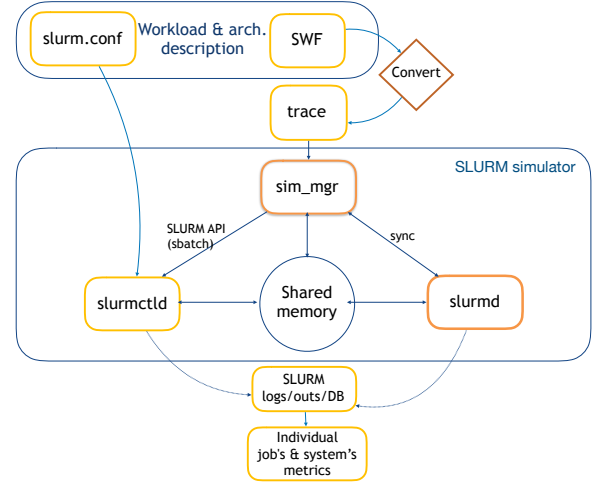 slurm.conf
Workload & arch.
description
SWF
Convert
trace
SLURM simulator
sim_mgr
SLURM API
(sbatch)
sync
slurmctld
Shared
memory
slurmd
SLURM
logs/outs/DB
Individual
job's & system's
metrics